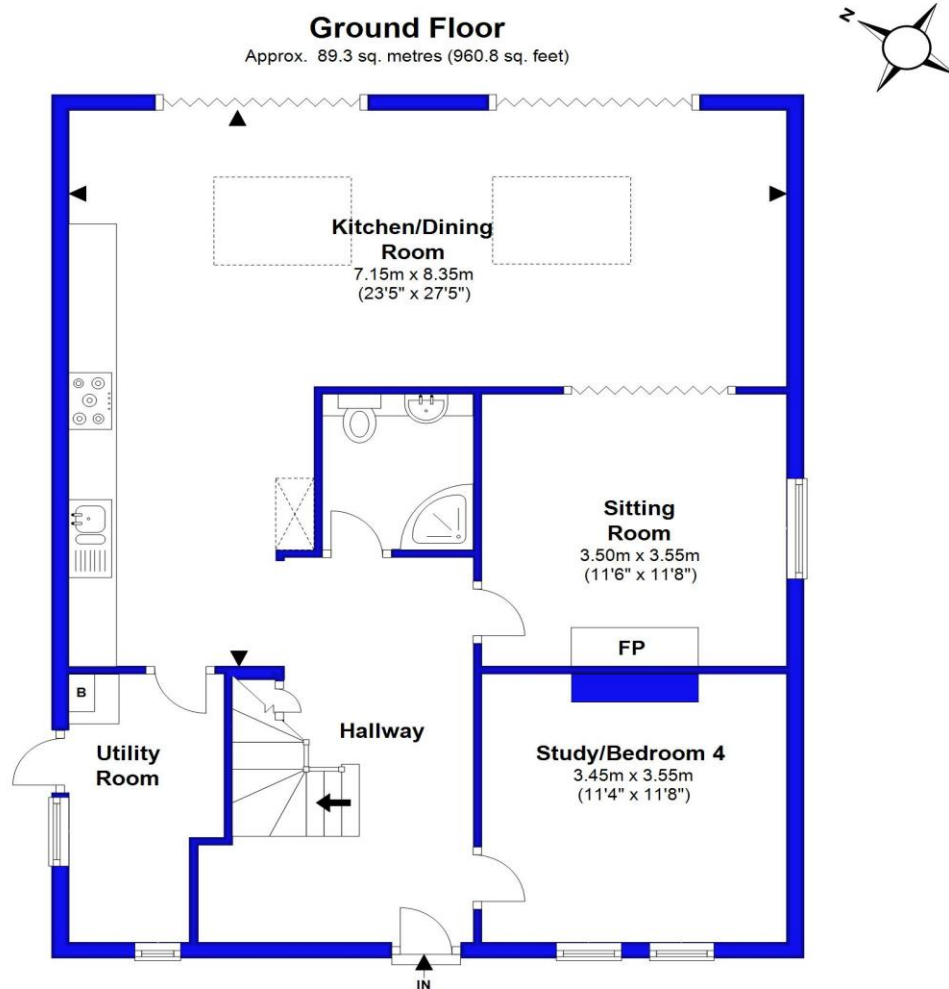 Ground Floor
Approx. 89.3 sq. metres (960.8 sq. feet)
N
Kitchen/Dining
Room
7.15m x 8.35m
(23'5" x 27'5")
Sitting
Room
3.50m x 3.55m
(11'6" x 11'8")
FP
B
Utility
Room
Hallway
Study/Bedroom 4
3.45m x 3.55m
(11'4" x 11'8")
IN